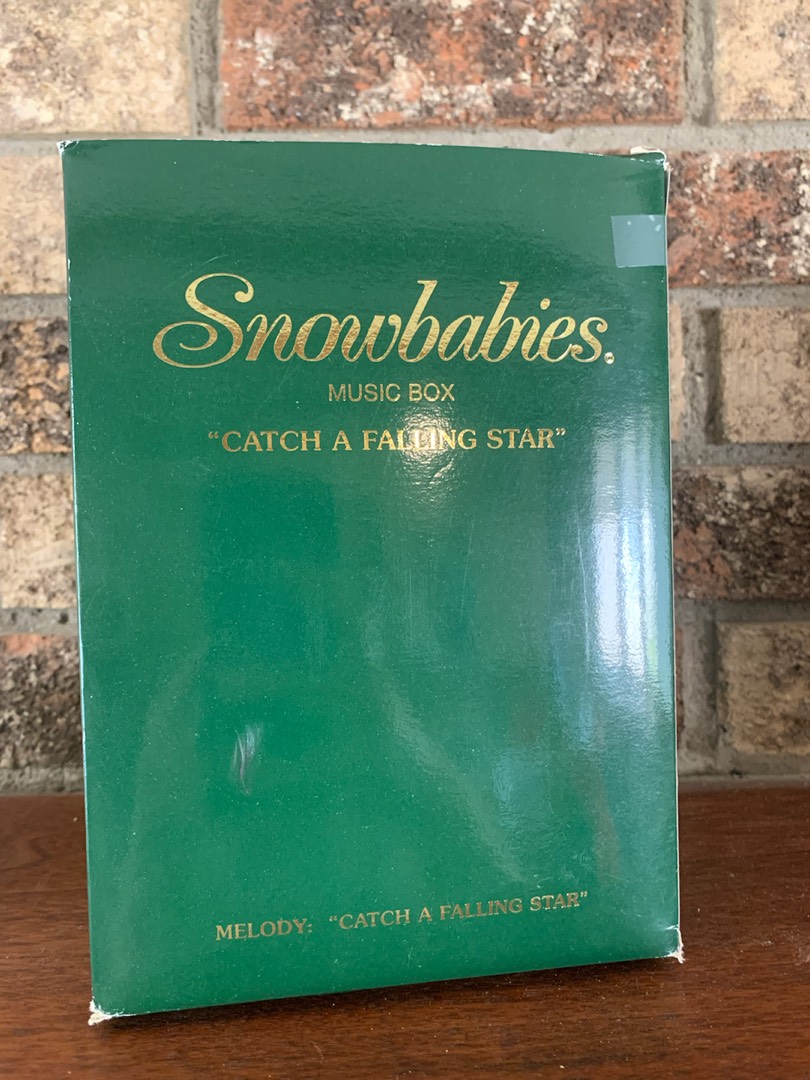 Snowbabies.
MUSIC BOX
“CATCH A FALLING STAR”
MELODY: “CATCH A FALLING STAR”